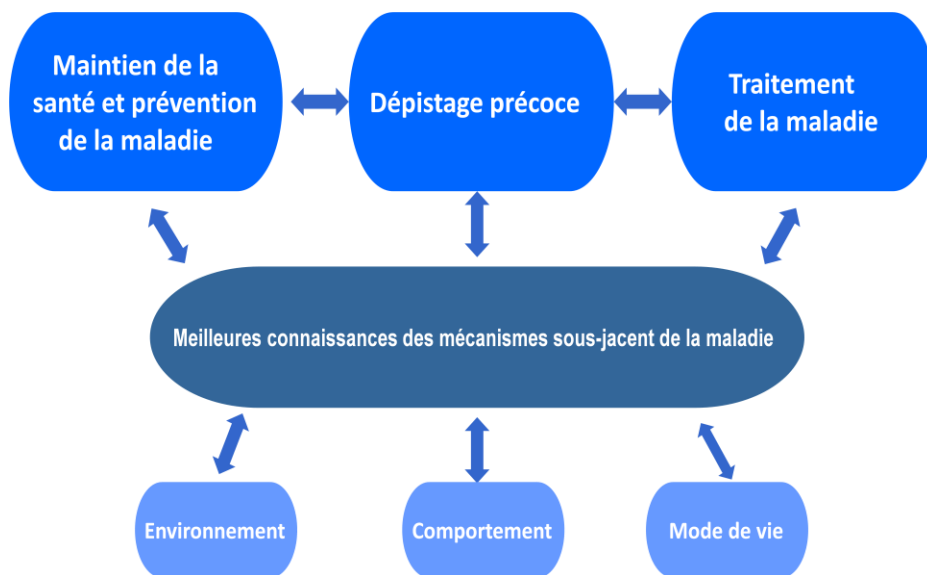 Maintien de la
santé et prévention
de la maladie
Dépistage précoce
Traitement
de la maladie
Meilleures connaissances des mécanismes sous-jacent de la maladie
Environnement
Comportement
Mode de vie